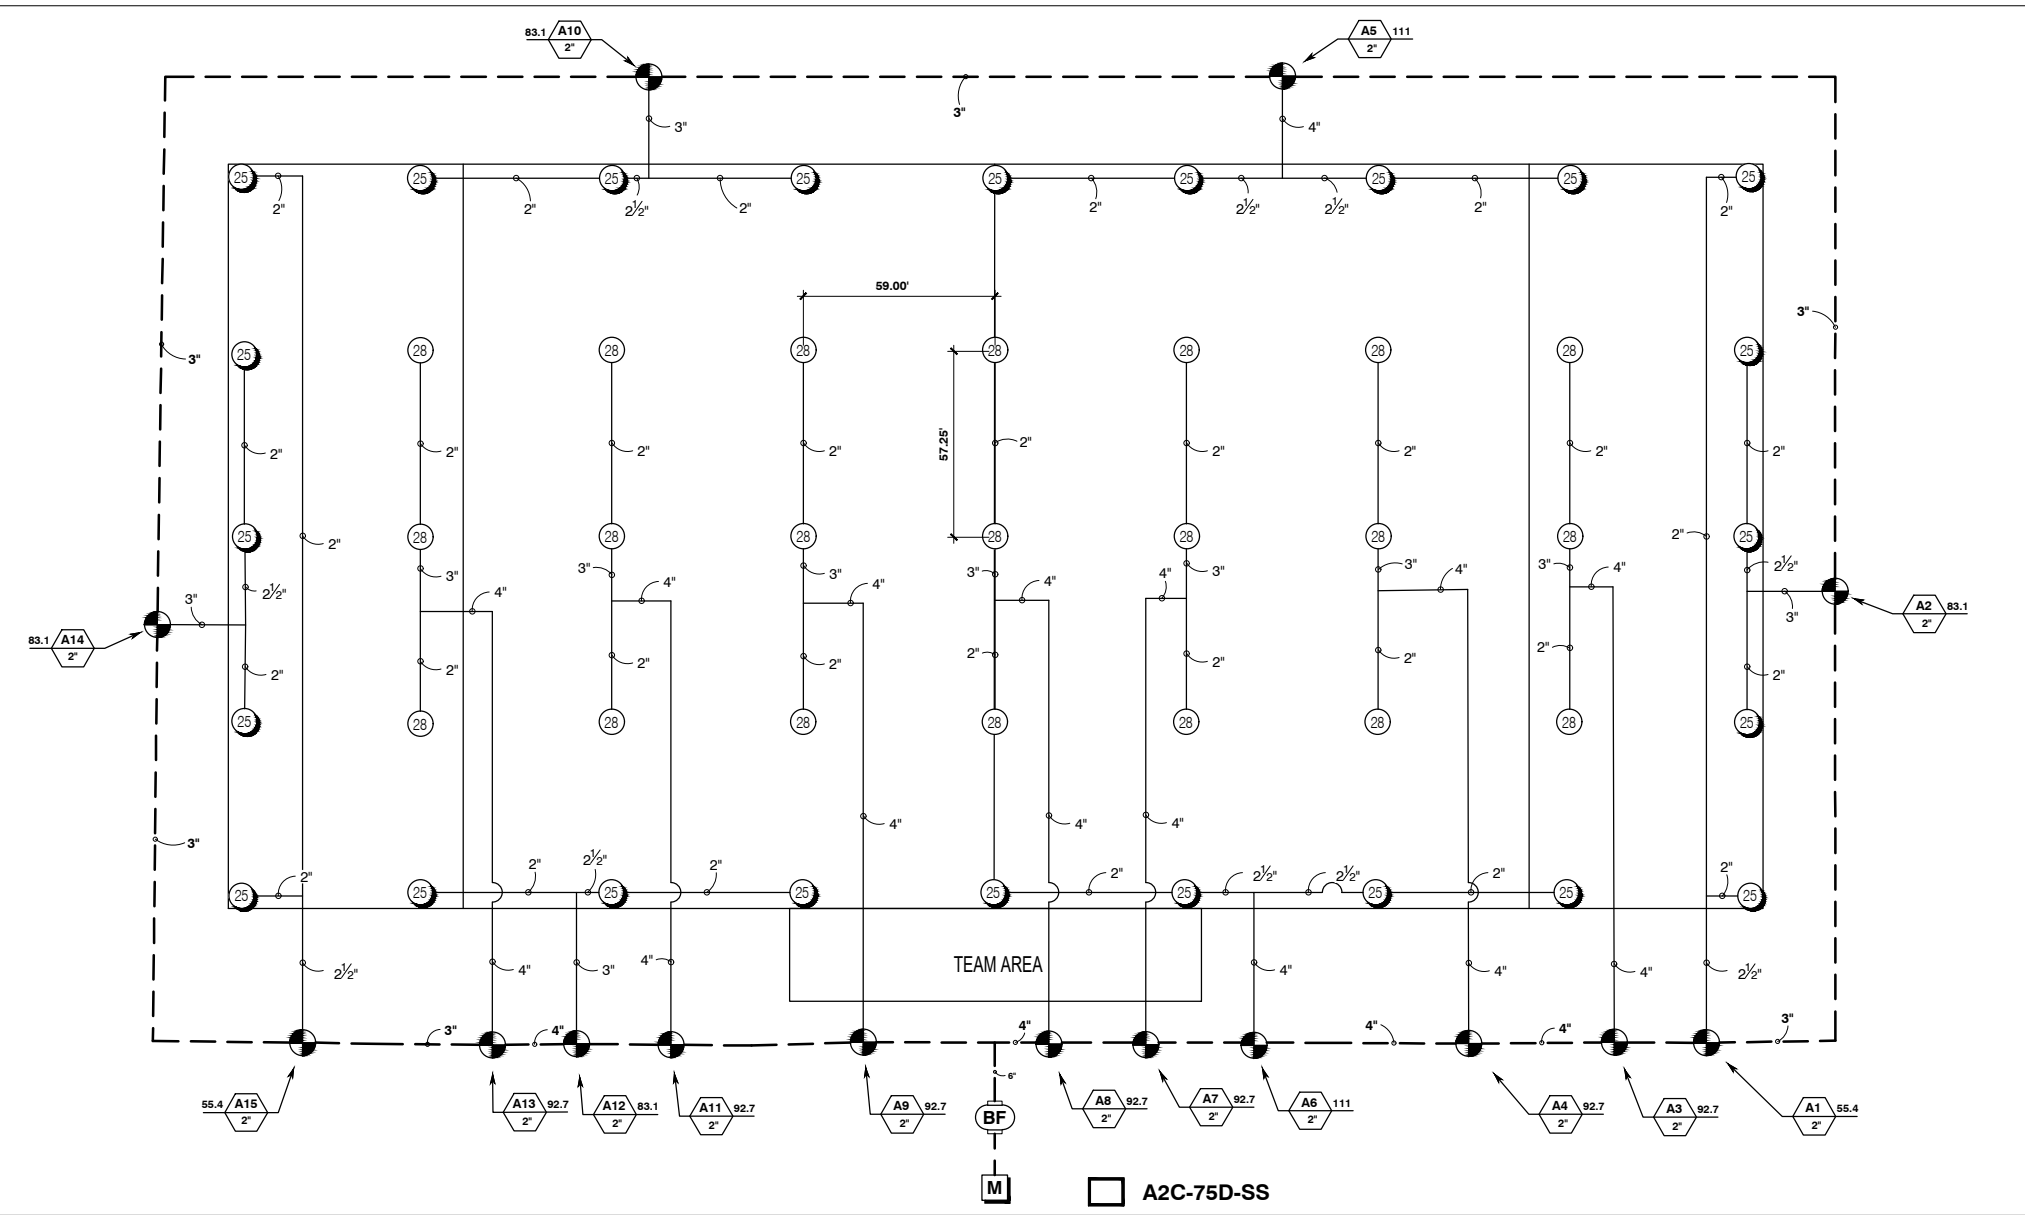 83.1 A10 2"
A5 2" 111
3"
3"
4"
25 25 25 25 25 25 25 25 25
2" 2" 2½" 2" 2" 2½" 2½" 2" 2"
59.00'
3"
3"
25 28 28 28 28 28 28 28 25
57.25'
2" 2" 2" 2" 2" 2" 2" 2" 2"
25 28 28 28 28 28 28 28 25
2" 2"
2½" 3" 3" 3" 3" 3" 3" 3" 2½"
3" 4" 4" 4" 4" 4" 4" 4" 3"
83.1 A14 2"
A2 2" 83.1
2" 2" 2" 2" 2" 2" 2" 2" 2"
25 28 28 28 28 28 28 28 25
3" 4" 4" 4"
2" 2" 2½" 2" 2" 2½" 2½" 2" 2"
25 25 25 25 25 25 25 25 25
TEAM AREA
2½" 4" 3" 4" 4" 4" 4" 2½"
3" 4" 4" 4" 4" 3"
6"
55.4 A15 2"
A13 2" 92.7
A12 2" 83.1
A11 2" 92.7
A9 2" 92.7
BF
A8 2" 92.7
A7 2" 92.7
A6 2" 111
A4 2" 92.7
A3 2" 92.7
A1 2" 55.4
M
A2C-75D-SS